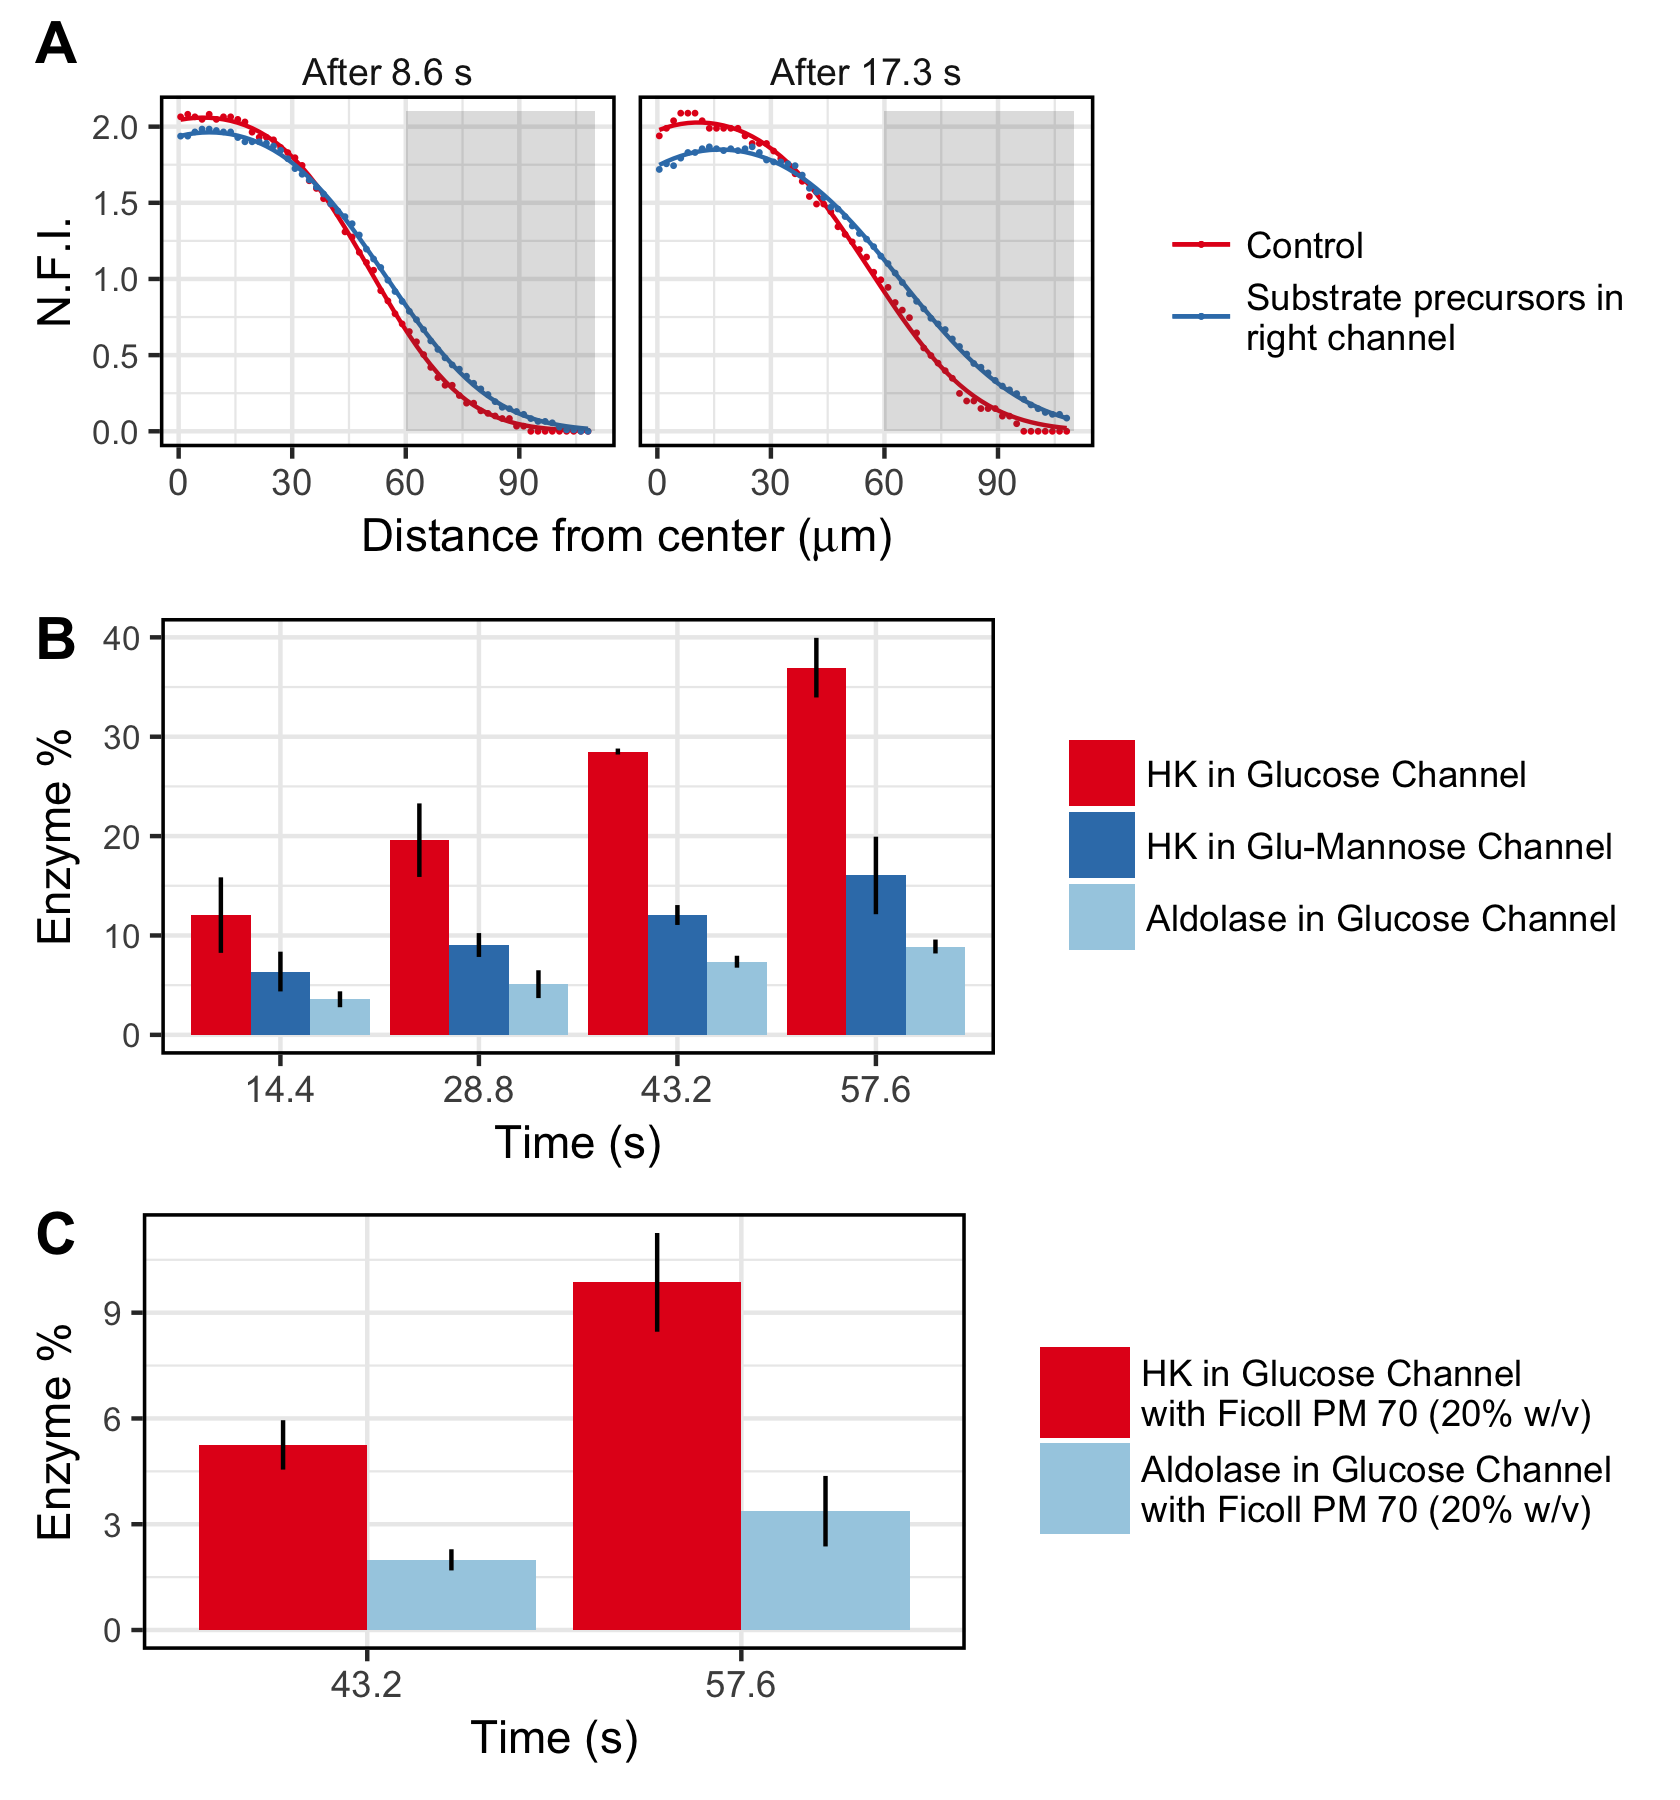 A
After 8.6 s
After 17.3 s
N.F.I.
2.0
1.5
1.0
0.5
0.0
0 30 60 90
0 30 60 90
Distance from center (μm)
Control
Substrate precursors in
right channel
B
Enzyme %
40
30
20
10
0
14.4 28.8 43.2 57.6
Time (s)
HK in Glucose Channel
HK in Glu-Mannose Channel
Aldolase in Glucose Channel
C
Enzyme %
9
6
3
0
43.2 57.6
Time (s)
HK in Glucose Channel
with Ficoll PM 70 (20% w/v)
Aldolase in Glucose Channel
with Ficoll PM 70 (20% w/v)